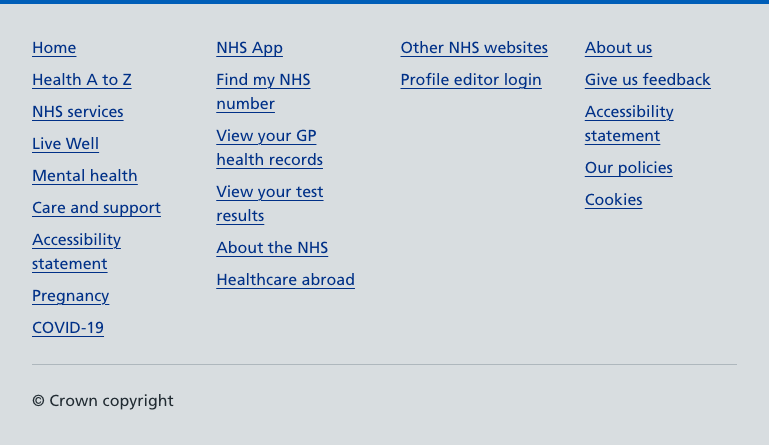 Home
Health A to Z
NHS services
Live Well
Mental health
Care and support
Accessibility
statement
Pregnancy
COVID-19
NHS App
Find my NHS
number
View your GP
health records
View your test
results
About the NHS
Healthcare abroad
Other NHS websites
Profile editor login
About us
Give us feedback
Accessibility
statement
Our policies
Cookies
© Crown copyright